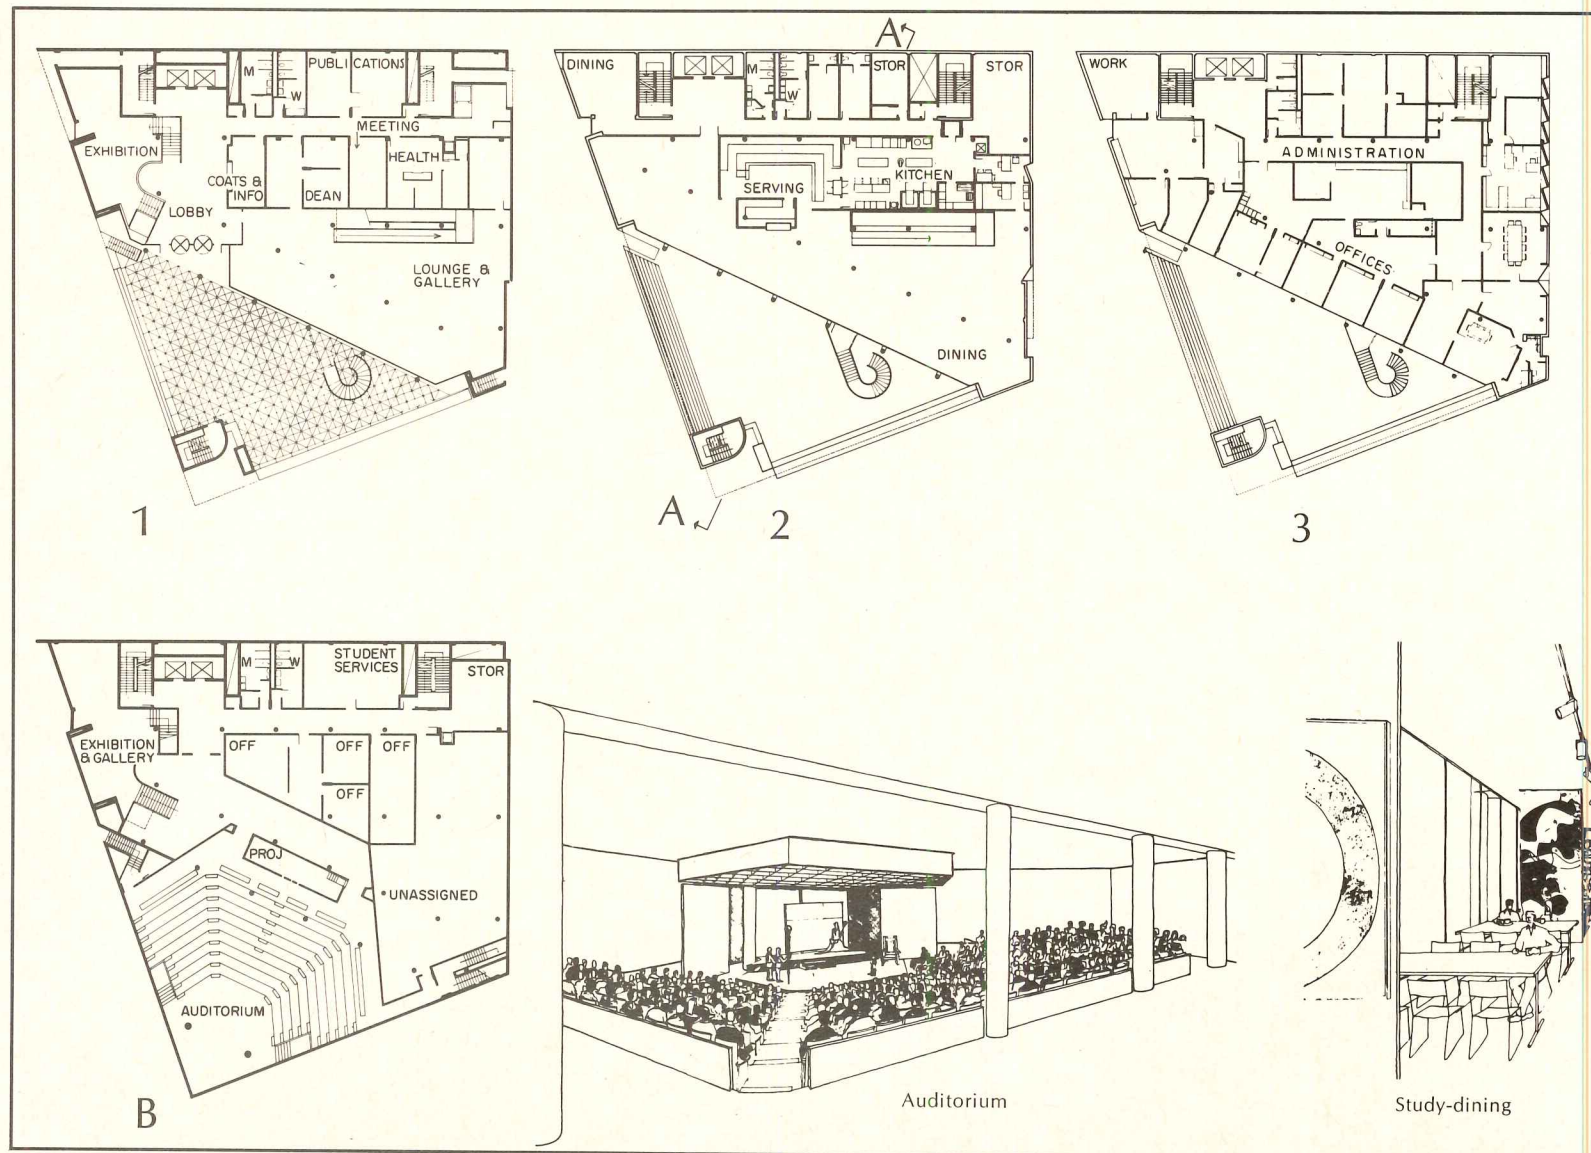 M
PUBLICATIONS
W
MEETING
EXHIBITION
HEALTH
COATS &
INFO
DEAN
LOBBY
LOUNGE &
GALLERY
1
A
DINING
M
W
STOR
STOR
SERVING
KITCHEN
DINING
A
2
WORK
ADMINISTRATION
OFFICES
3
M
W
STUDENT
SERVICES
STOR
EXHIBITION
& GALLERY
OFF
OFF
OFF
OFF
PROJ
UNASSIGNED
AUDITORIUM
B
Auditorium
Study-dining